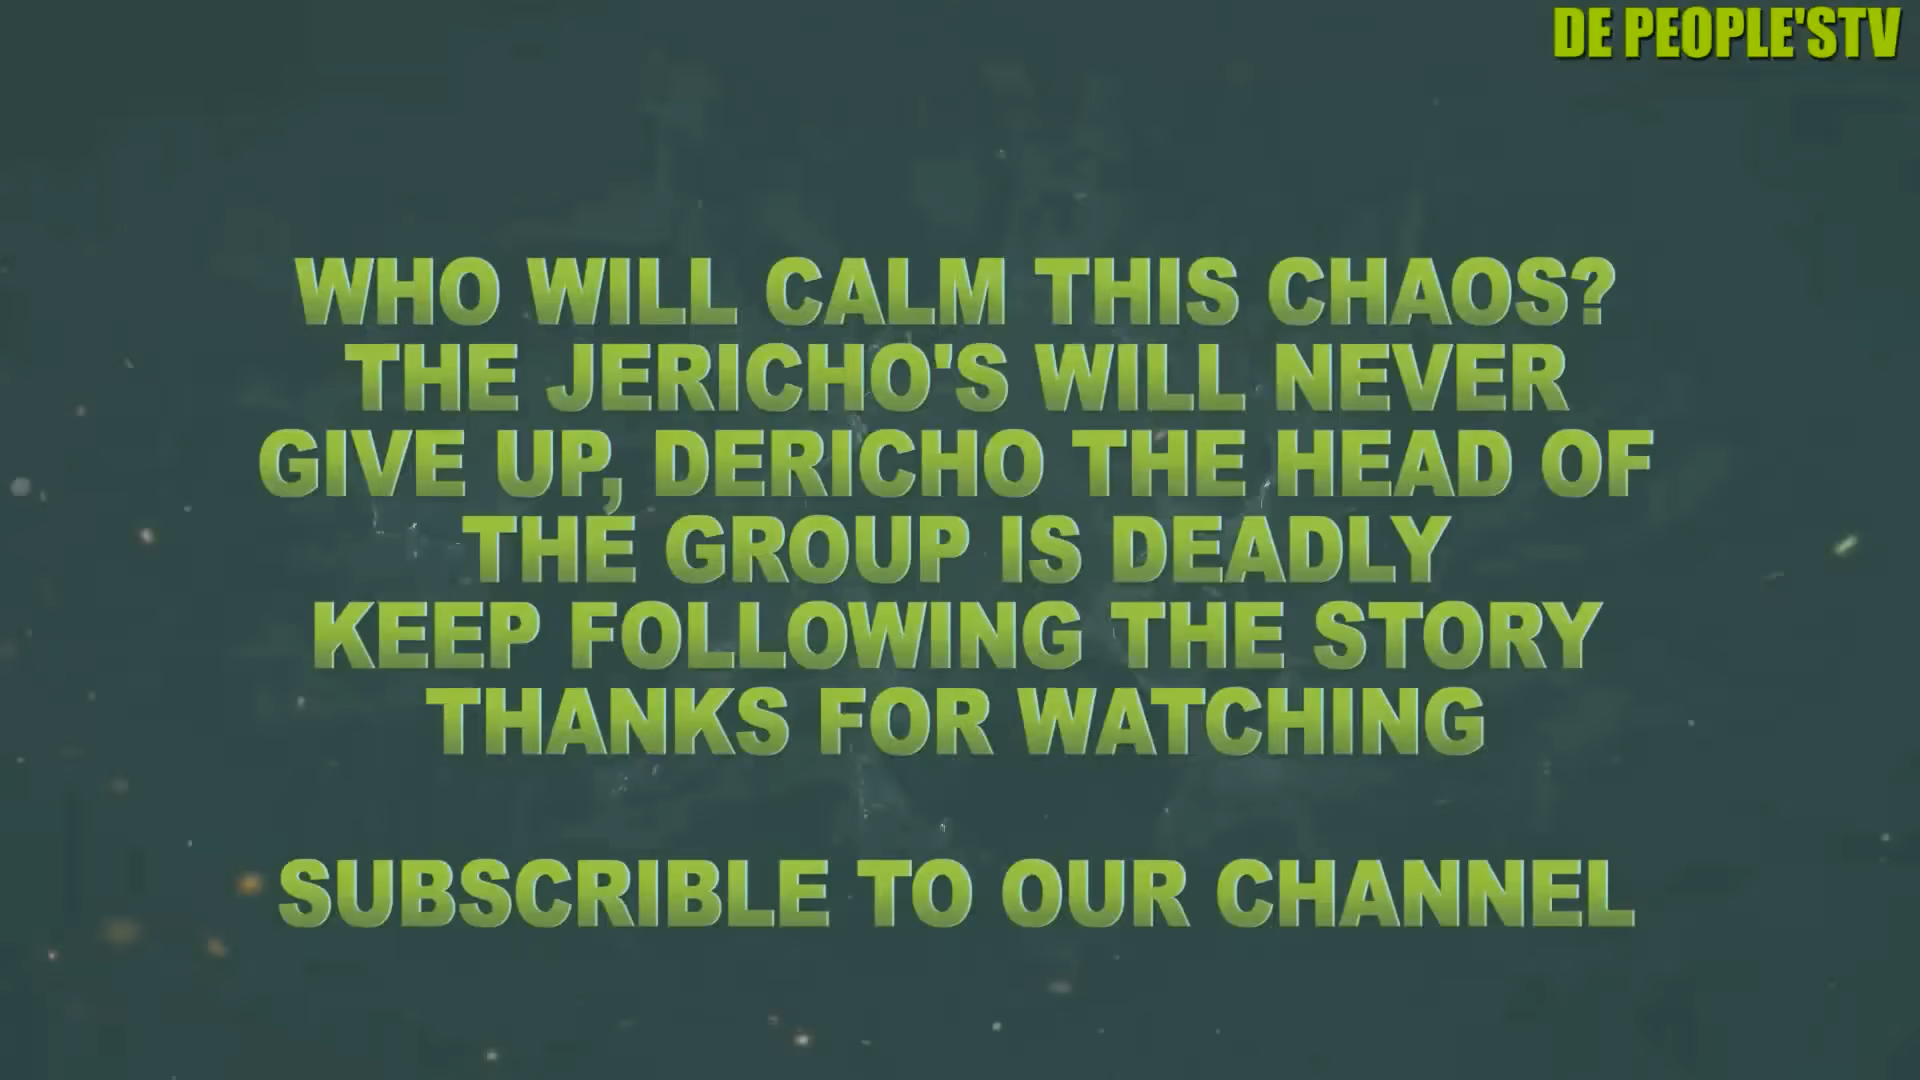 DE PEOPLE'STV
WHO WILL CALM THIS CHAOS?
THE JERICHO'S WILL NEVER
GIVE UP, DERICHO THE HEAD OF
THE GROUP IS DEADLY
KEEP FOLLOWING THE STORY
THANKS FOR WATCHING
SUBSCRIBLE TO OUR CHANNEL